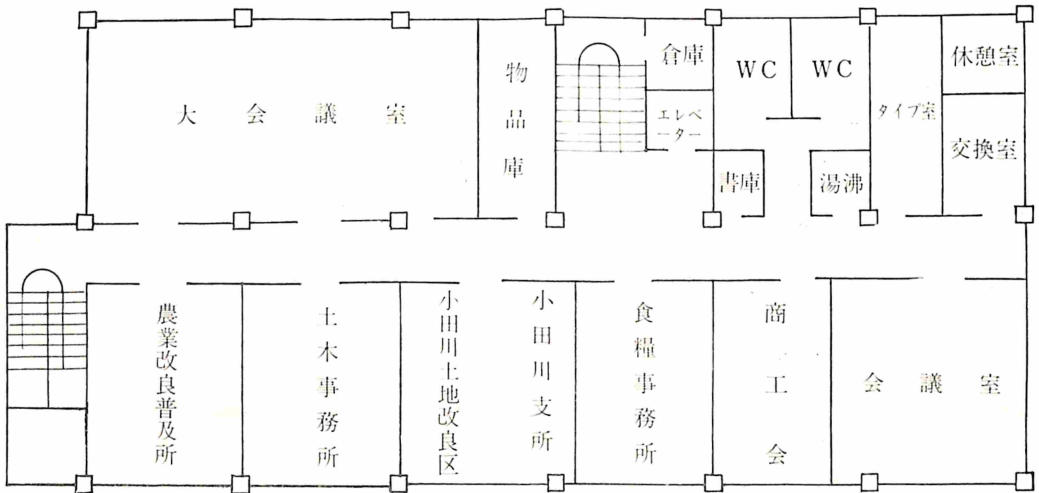 大会議室
物品庫
倉庫
エレベ
ーター
WC
WC
書庫
湯沸
タイプ室
休憩室
交換室
農業改良普及所
土木事務所
小田川土地改良区
小田川支所
食糧事務所
商工会
会議室